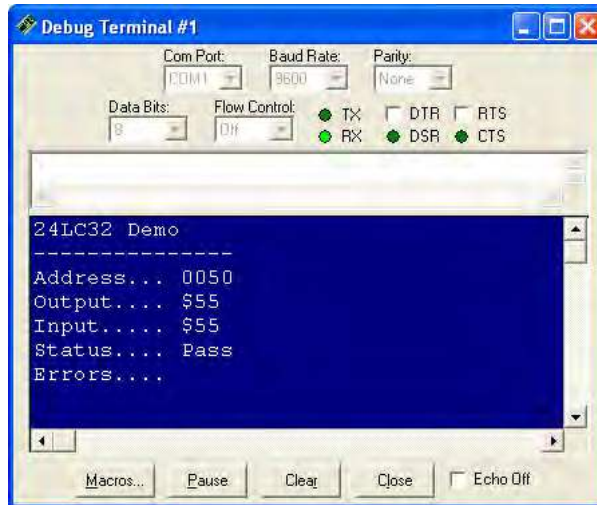 Debug Terminal #1
Com Port: Baud Rate: Parity:
COM1 9600 None
Data Bits: Flow Control: TX DTR RTS
8 Off RX DSR CTS
24LC32 Demo
---------------
Address... 0050
Output.... $55
Input..... $55
Status.... Pass
Errors....
Macros... Pause Clear Close Echo Off